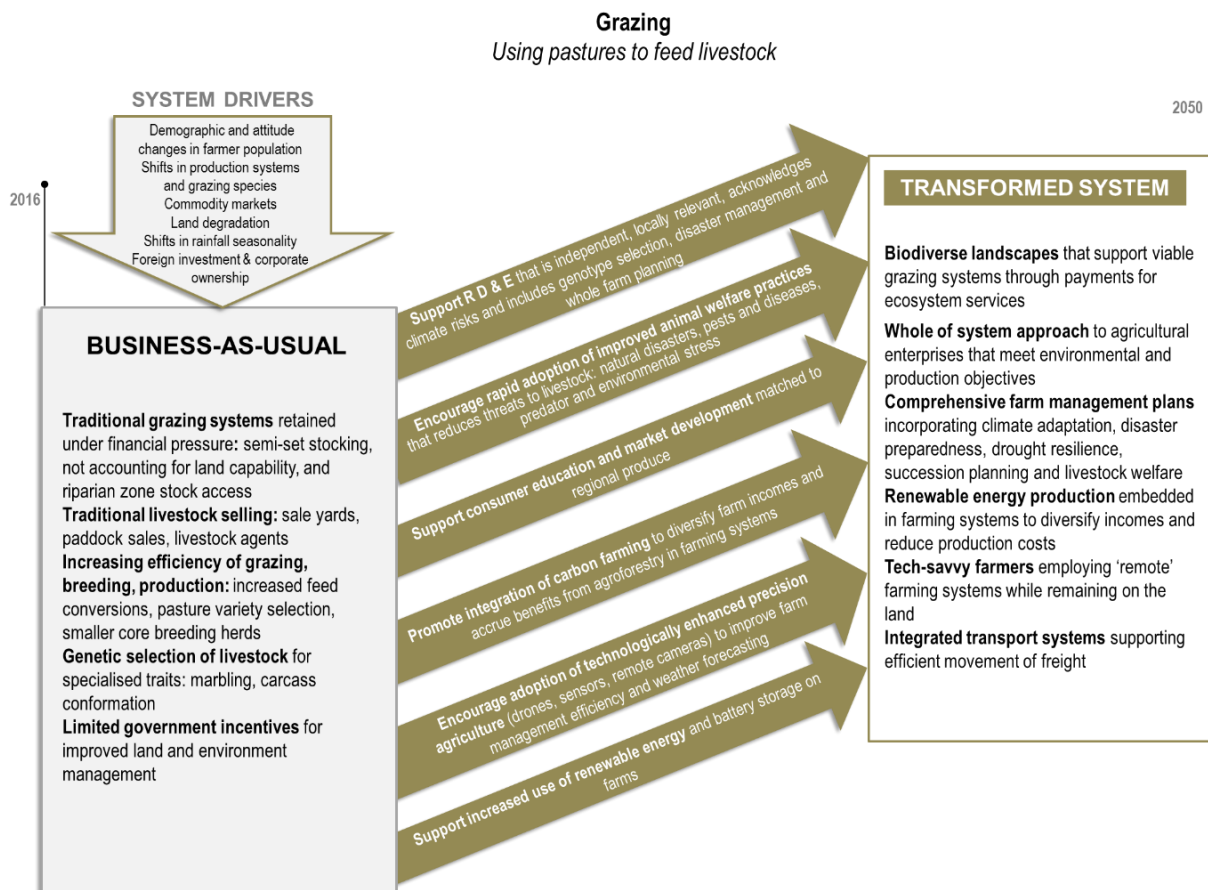 Grazing
Using pastures to feed livestock
SYSTEM DRIVERS
Demographic and attitude
changes in farmer population
Shifts in production systems
and grazing species
Commodity markets
Land degradation
Shifts in rainfall seasonality
Foreign investment & corporate
ownership
2016
2050
BUSINESS-AS-USUAL
Traditional grazing systems retained
under financial pressure: semi-set stocking,
not accounting for land capability, and
riparian zone stock access
Traditional livestock selling: sale yards,
paddock sales, livestock agents
Increasing efficiency of grazing,
breeding, production: increased feed
conversions, pasture variety selection,
smaller core breeding herds
Genetic selection of livestock for
specialised traits: marbling, carcass
conformation
Limited government incentives for
improved land and environment
management
Support R D & E that is independent, locally relevant, acknowledges
climate risks and includes genotype selection, disaster management and
whole farm planning
Encourage rapid adoption of improved animal welfare practices
that reduces threats to livestock: natural disasters, pests and diseases,
predator and environmental stress
Support consumer education and market development matched to
regional produce
Promote integration of carbon farming to diversify farm incomes and
accrue benefits from agroforestry in farming systems
Encourage adoption of technologically enhanced precision
agriculture (drones, sensors, remote cameras) to improve farm
management efficiency and weather forecasting
Support increased use of renewable energy and battery storage on
farms
TRANSFORMED SYSTEM
Biodiverse landscapes that support viable
grazing systems through payments for
ecosystem services
Whole of system approach to agricultural
enterprises that meet environmental and
production objectives
Comprehensive farm management plans
incorporating climate adaptation, disaster
preparedness, drought resilience,
succession planning and livestock welfare
Renewable energy production embedded
in farming systems to diversify incomes and
reduce production costs
Tech-savvy farmers employing ‘remote’
farming systems while remaining on the
land
Integrated transport systems supporting
efficient movement of freight